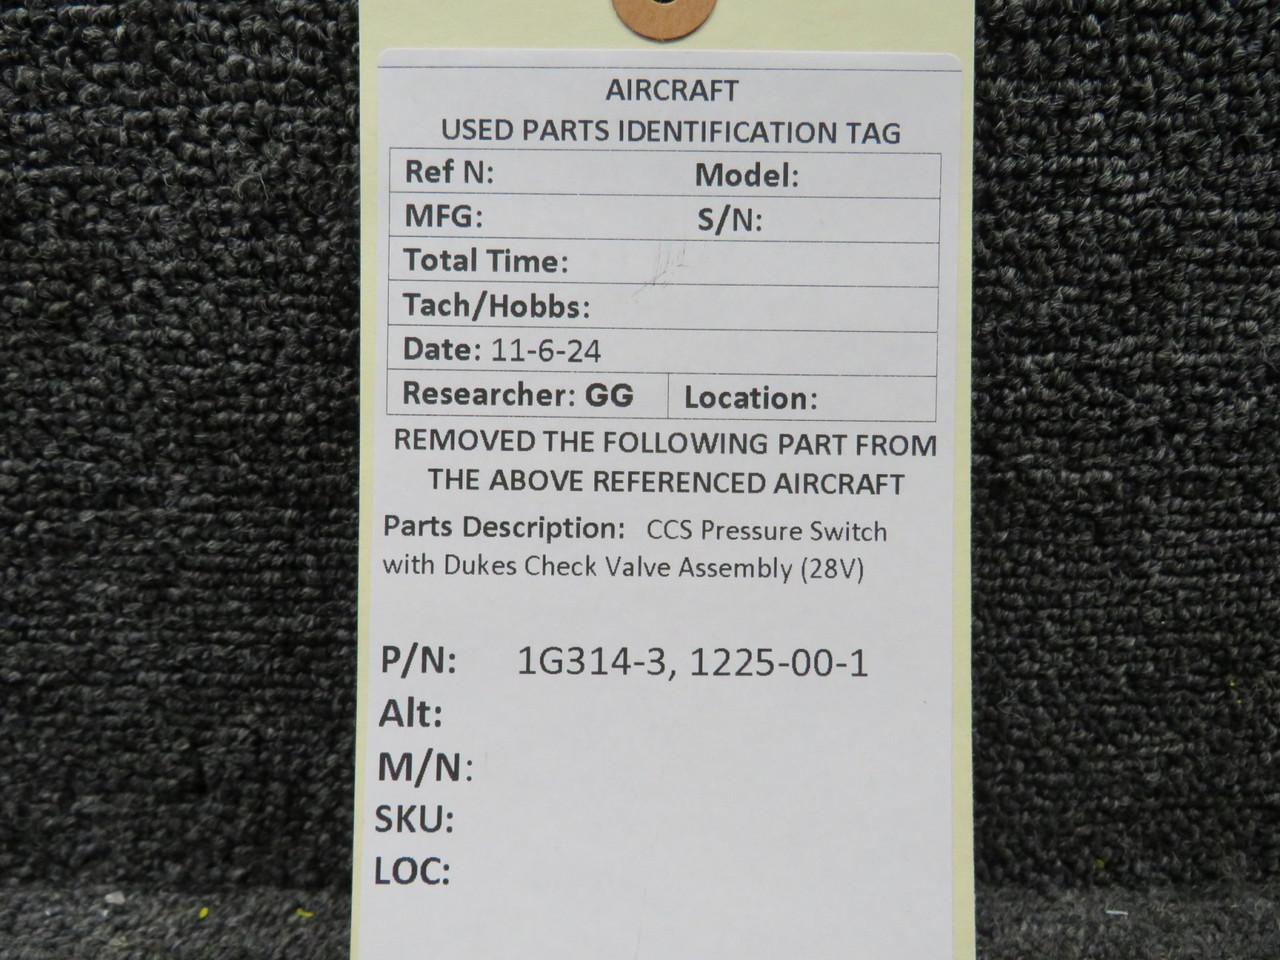 AIRCRAFT
USED PARTS IDENTIFICATION TAG
Ref N: Model:
MFG: S/N:
Total Time:
Tach/Hobbs:
Date: 11-6-24
Researcher: GG Location:
REMOVED THE FOLLOWING PART FROM
THE ABOVE REFERENCED AIRCRAFT
Parts Description: CCS Pressure Switch
with Dukes Check Valve Assembly (28V)
P/N: 1G314-3, 1225-00-1
Alt:
M/N:
SKU:
LOC: